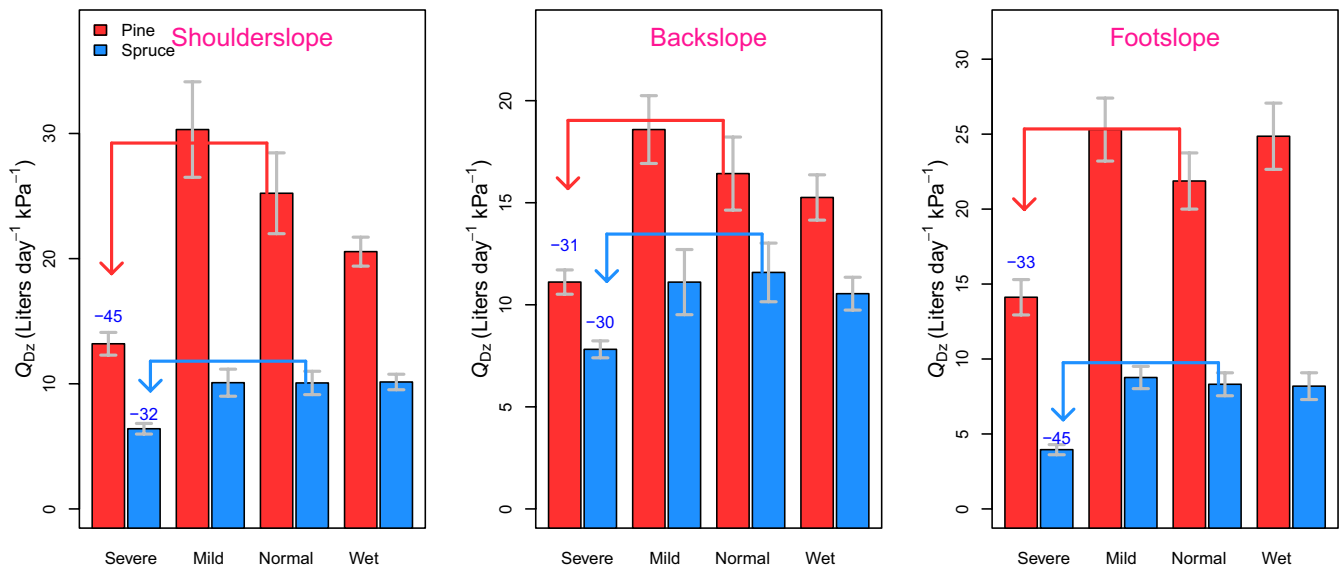 Pine
Spruce
Shoulderslope
Q_Dz (Liters day⁻¹ kPa⁻¹)
0
10
20
30
−45
−32
Severe Mild Normal Wet
Backslope
Q_Dz (Liters day⁻¹ kPa⁻¹)
0
5
10
15
20
−31
−30
Severe Mild Normal Wet
Footslope
Q_Dz (Liters day⁻¹ kPa⁻¹)
0
5
10
15
20
25
30
−33
−45
Severe Mild Normal Wet